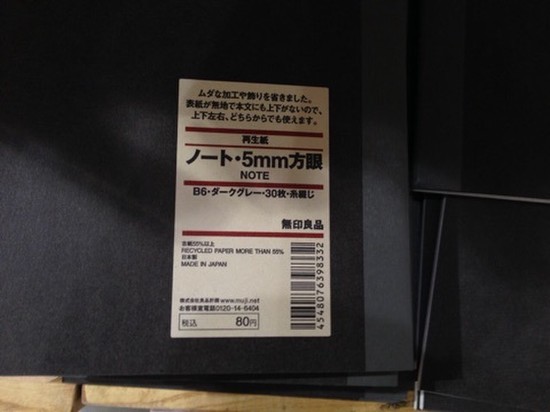 ムダな加工や飾りを省きました。
表紙が無地で本文にも上下がないので、
上下左右、どちらからでも使えます。
再生紙
ノート・5mm方眼
NOTE
B6・ダークグレー・30枚・糸綴じ
無印良品
古紙55%以上
RECYCLED PAPER MORE THAN 55%
日本製
MADE IN JAPAN
株式会社良品計画 www.muji.net
お客様室電話0120-14-6404
税込 80円
4548076398332